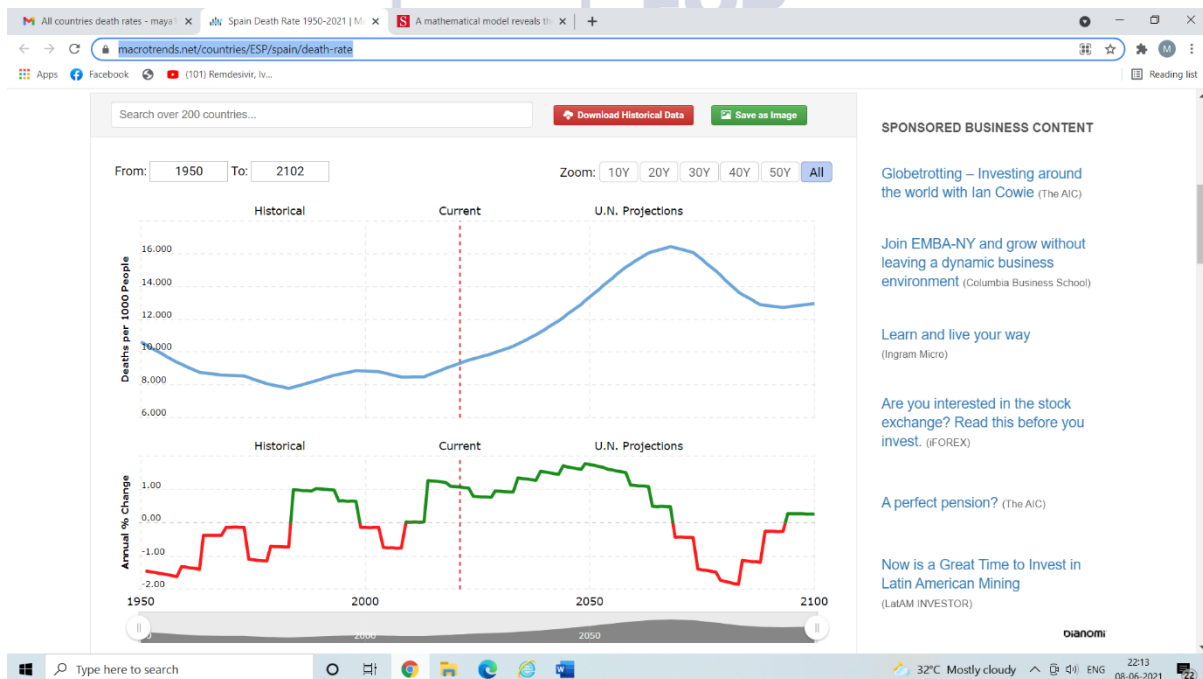 All countries death rates - maya
Spain Death Rate 1950-2021 | M
S A mathematical model reveals th
macrotrends.net/countries/ESP/spain/death-rate
M
Apps Facebook (101) Remdesivir, Iv... Reading list
Search over 200 countries...
Download Historical Data
Save as Image
From: 1950 To: 2102
Zoom: 10Y 20Y 30Y 40Y 50Y All
Historical Current U.N. Projections
Deaths per 1000 People
16.000
14.000
12.000
10.000
8.000
6.000
Historical Current U.N. Projections
Annual % Change
1.00
0.00
-1.00
-2.00
1950 2000 2050 2100
2000 2050
SPONSORED BUSINESS CONTENT
Globetrotting – Investing around
the world with Ian Cowie (The AIC)
Join EMBA-NY and grow without
leaving a dynamic business
environment (Columbia Business School)
Learn and live your way
(Ingram Micro)
Are you interested in the stock
exchange? Read this before you
invest. (iFOREX)
A perfect pension? (The AIC)
Now is a Great Time to Invest in
Latin American Mining
(LatAM INVESTOR)
Dianomi
Type here to search
32°C Mostly cloudy ENG
22:13
08-06-2021
22